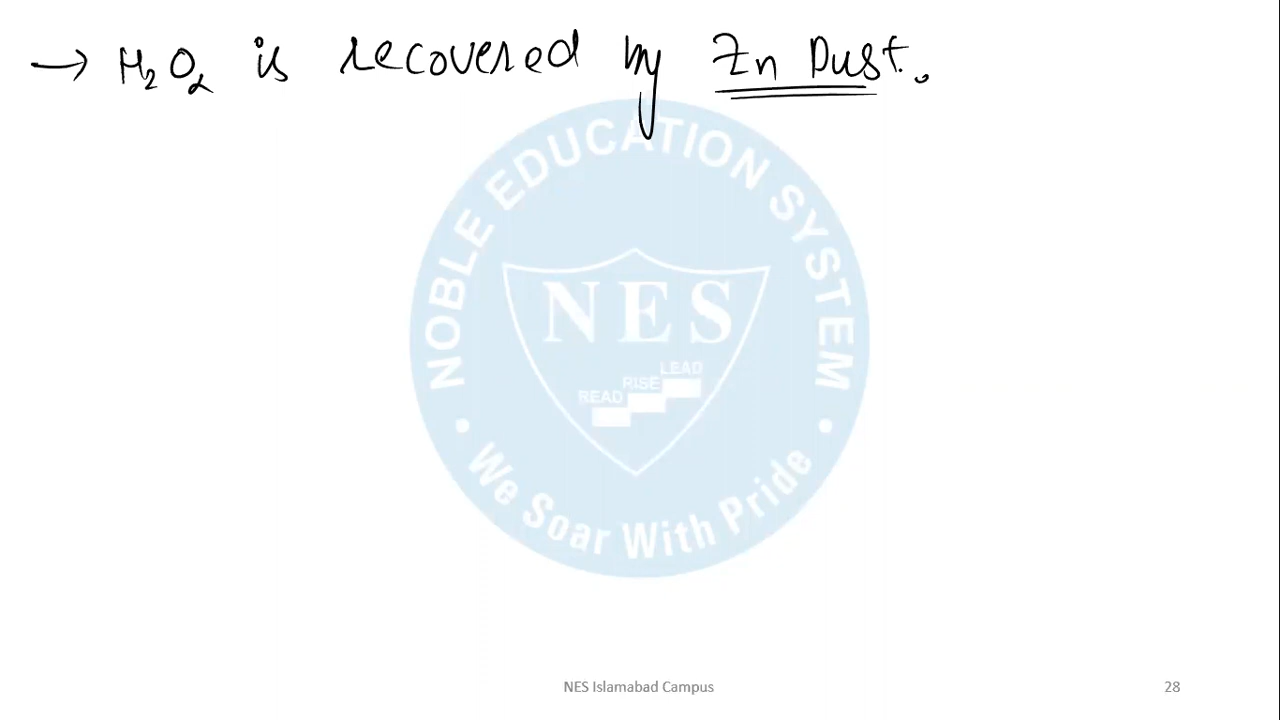 → H₂O₂ is recovered by Zn Dust.
NOBLE EDUCATION SYSTEM
NES
LEAD
RISE
READ
• We Soar With Pride •
NES Islamabad Campus
28